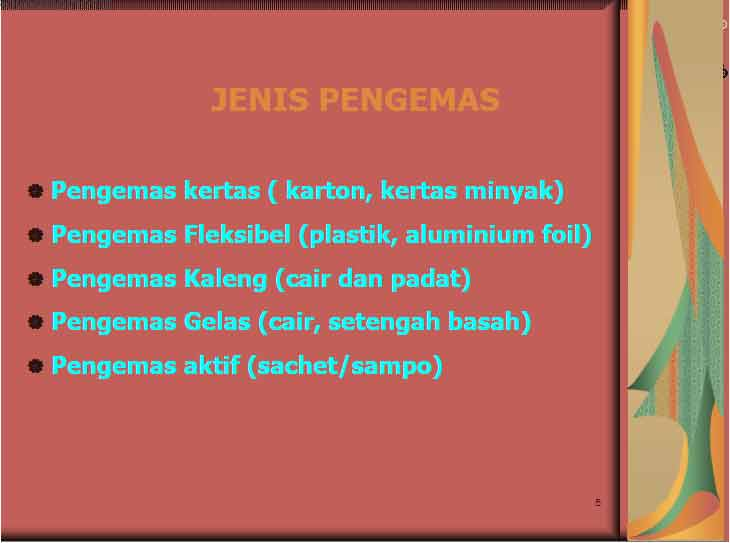 JENIS PENGEMAS
Pengemas kertas ( karton, kertas minyak)
Pengemas Fleksibel (plastik, aluminium foil)
Pengemas Kaleng (cair dan padat)
Pengemas Gelas (cair, setengah basah)
Pengemas aktif (sachet/sampo)